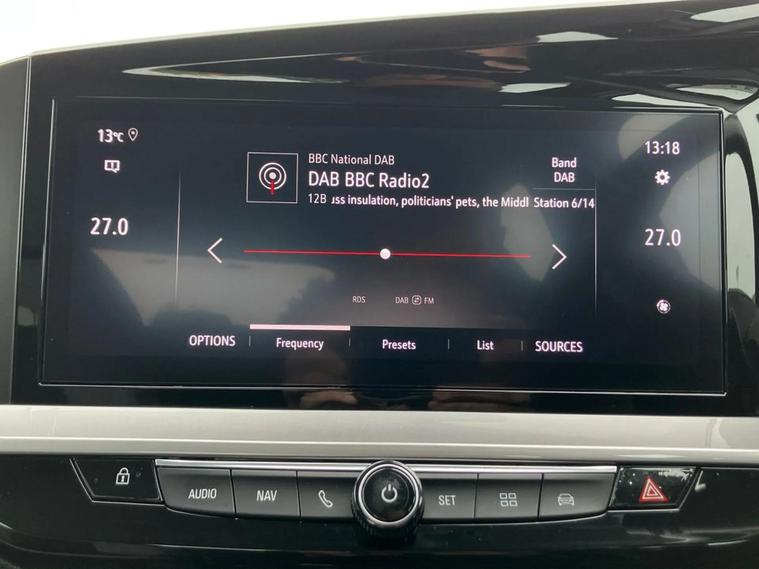 13°C
13:18
BBC National DAB
DAB BBC Radio2
12B uss insulation, politicians' pets, the Middl
Band
DAB
Station 6/14
27.0
27.0
RDS
DAB FM
OPTIONS
Frequency
Presets
List
SOURCES
AUDIO
NAV
SET